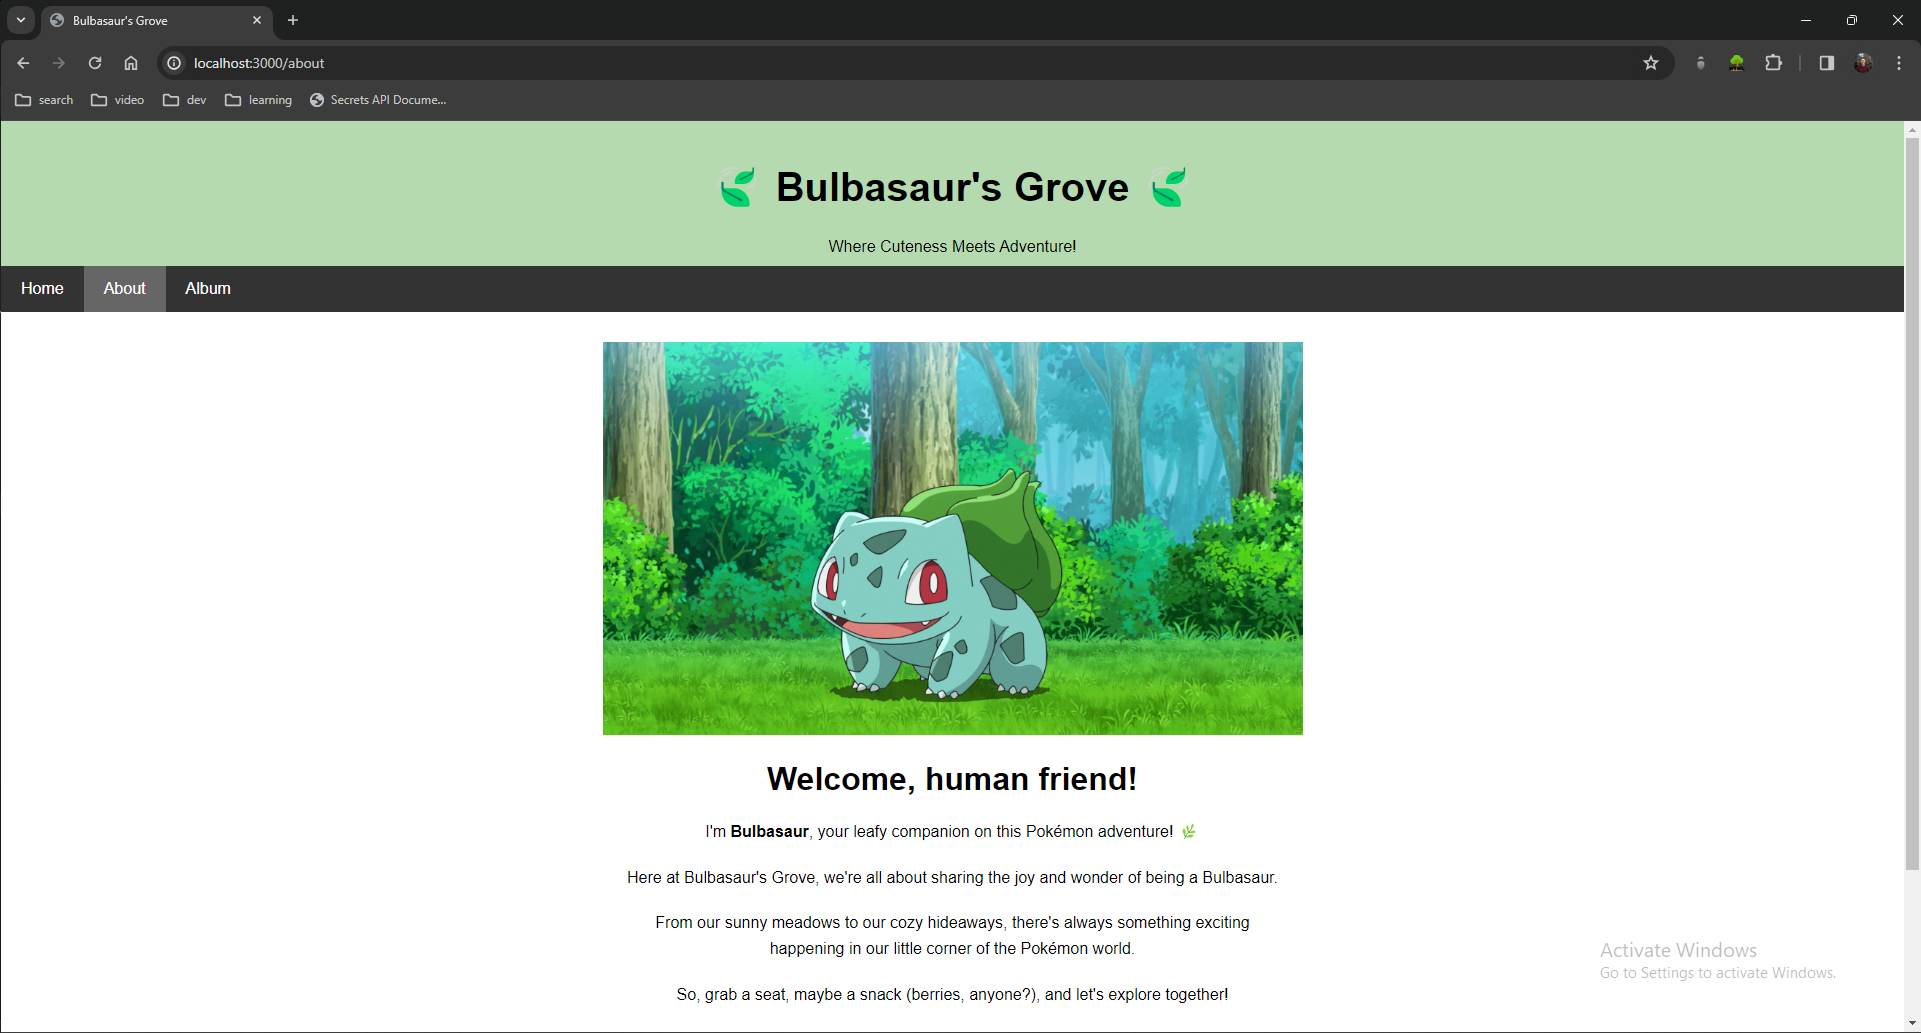 Bulbasaur's Grove
localhost:3000/about
search
video
dev
learning
Secrets API Docume...
Bulbasaur's Grove
Where Cuteness Meets Adventure!
Home
About
Album
Welcome, human friend!
I'm Bulbasaur, your leafy companion on this Pokémon adventure!
Here at Bulbasaur's Grove, we're all about sharing the joy and wonder of being a Bulbasaur.
From our sunny meadows to our cozy hideaways, there's always something exciting
happening in our little corner of the Pokémon world.
So, grab a seat, maybe a snack (berries, anyone?), and let's explore together!
Activate Windows
Go to Settings to activate Windows.